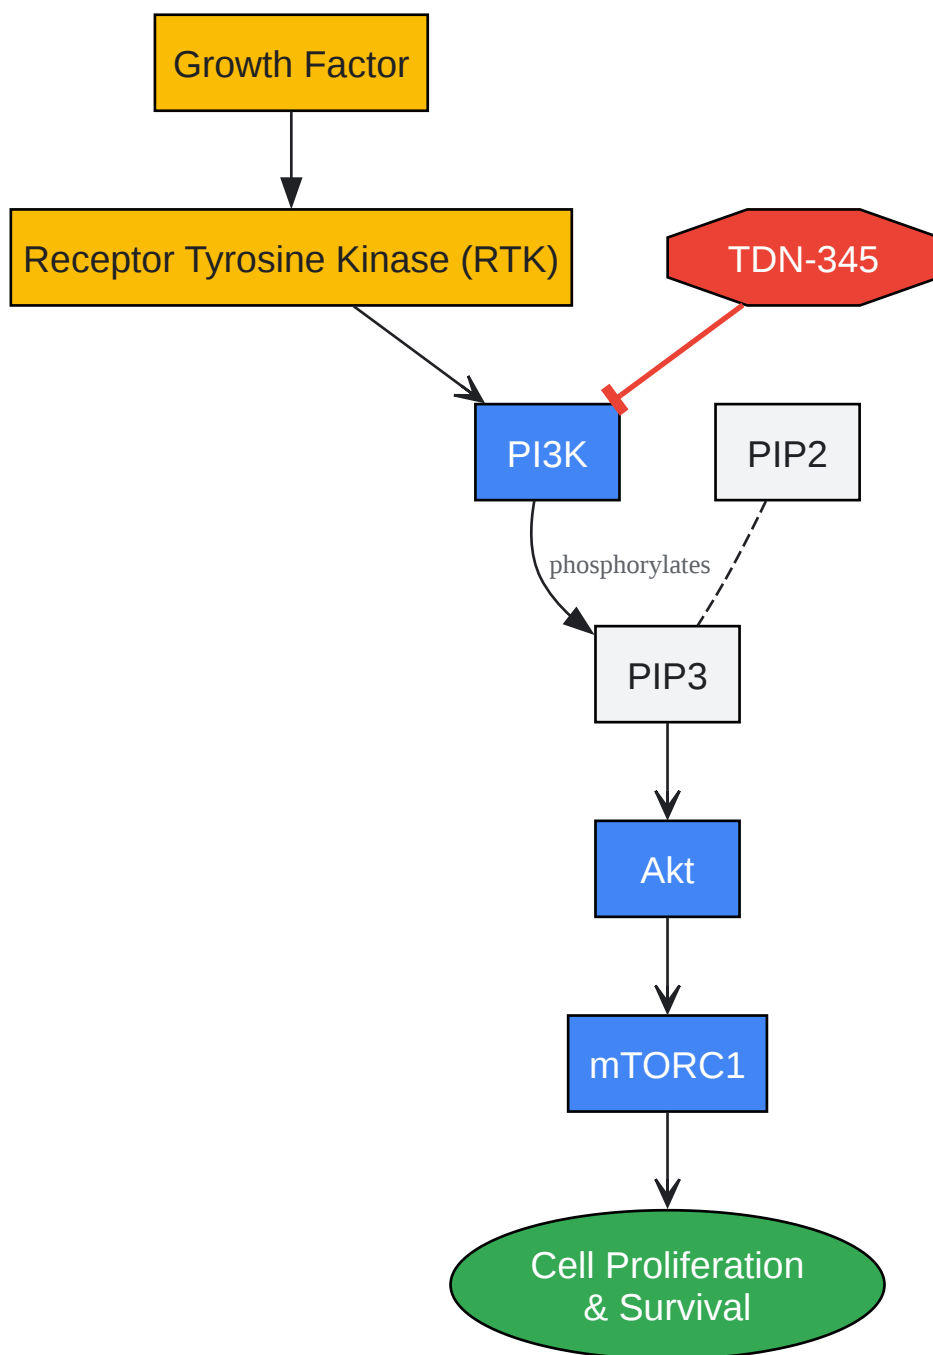 Growth Factor
Receptor Tyrosine Kinase (RTK)
TDN-345
PI3K
PIP2
phosphorylates
PIP3
Akt
mTORC1
Cell Proliferation
& Survival